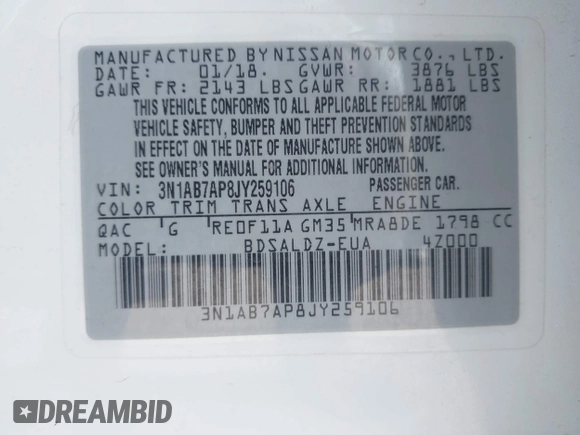 MANUFACTURED BY NISSAN MOTOR CO., LTD.
DATE: 01/18. GVWR: 3876 LBS
GAWR FR: 2143 LBS GAWR RR: 1881 LBS
THIS VEHICLE CONFORMS TO ALL APPLICABLE FEDERAL MOTOR
VEHICLE SAFETY, BUMPER AND THEFT PREVENTION STANDARDS
IN EFFECT ON THE DATE OF MANUFACTURE SHOWN ABOVE.
SEE OWNER'S MANUAL FOR ADDITIONAL INFORMATION.
VIN: 3N1AB7AP8JY259106 PASSENGER CAR.
COLOR TRIM TRANS AXLE ENGINE
QAC G RE0F11A GM35 MRA8DE 1798 CC
MODEL: BDSALDZ-EUA 4Z000
3N1AB7AP8JY259106
DREAMBID